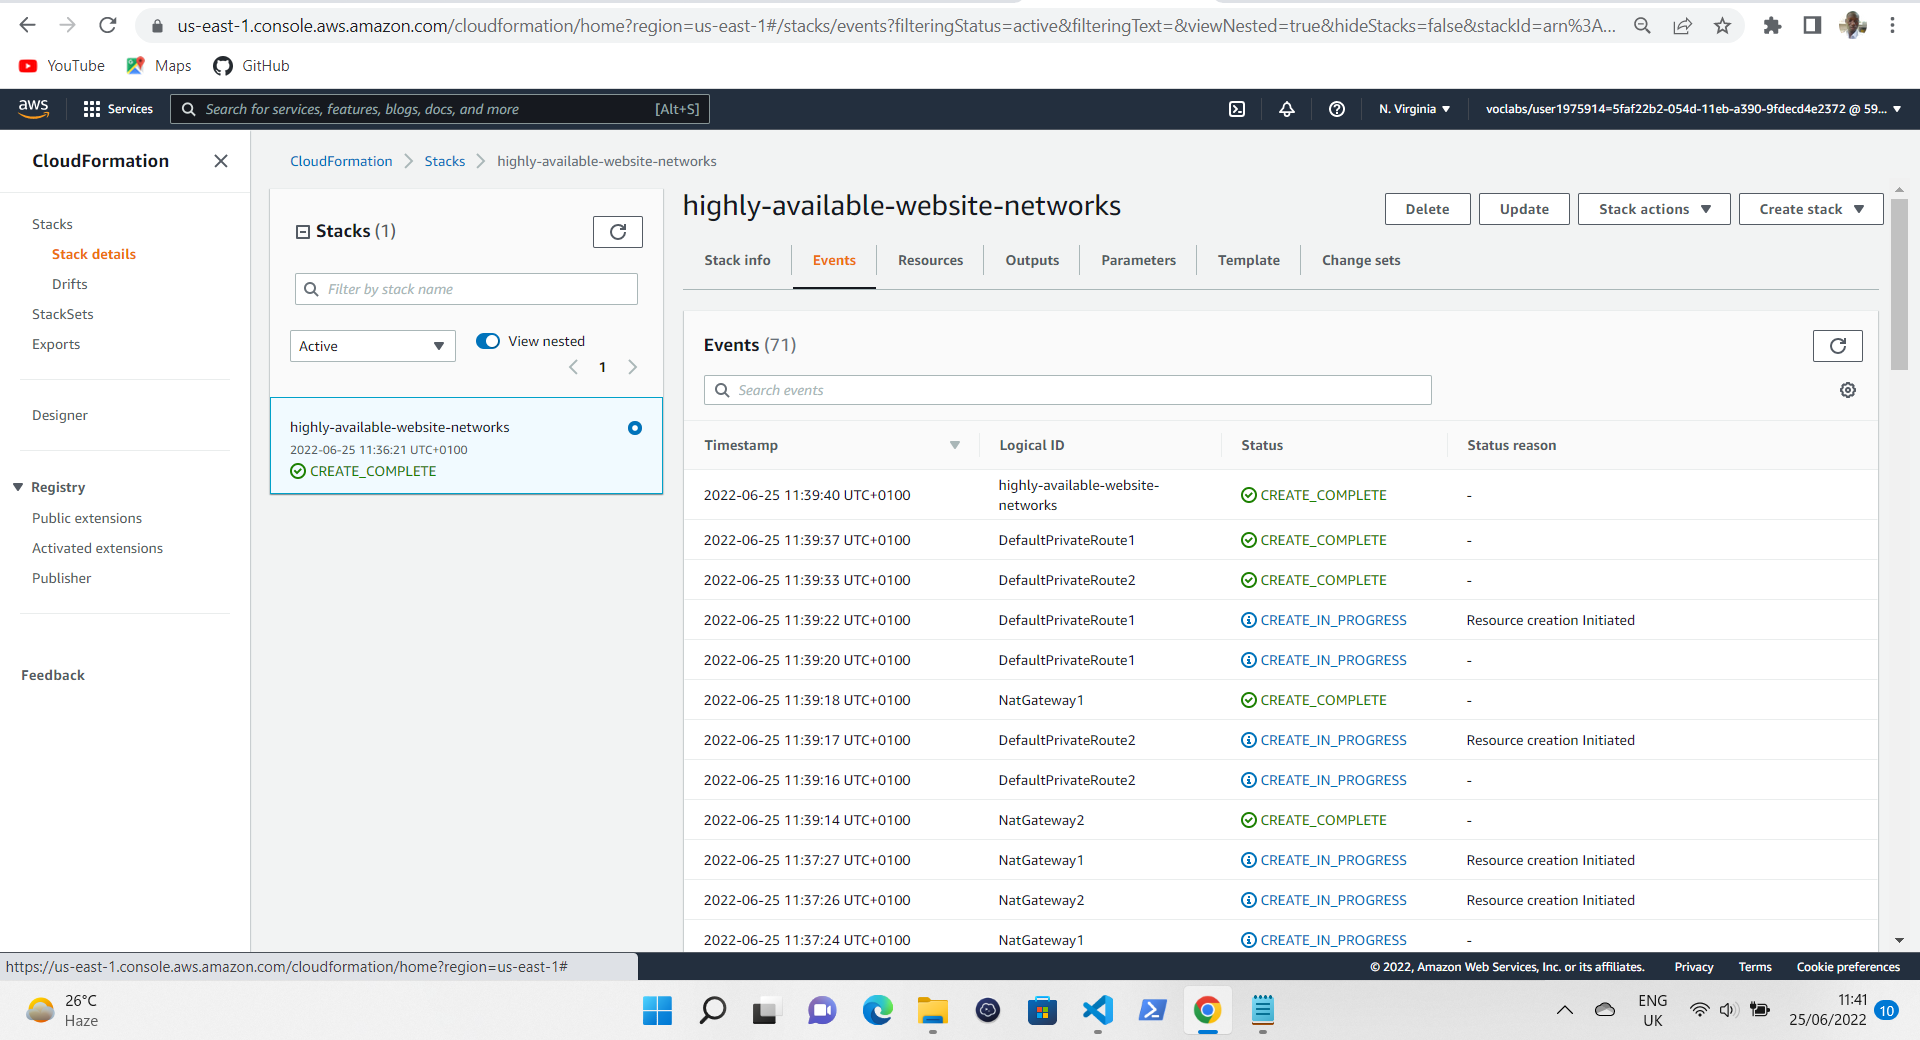 us-east-1.console.aws.amazon.com/cloudformation/home?region=us-east-1#/stacks/events?filteringStatus=active&filteringText=&viewNested=true&hideStacks=false&stackId=arn%3A...
YouTube Maps GitHub
aws Services Search for services, features, blogs, docs, and more [Alt+S] N. Virginia voclabs/user1975914=5faf22b2-054d-11eb-a390-9fdecd4e2372 @ 59...
CloudFormation
Stacks
Stack details
Drifts
StackSets
Exports
Designer
Registry
Public extensions
Activated extensions
Publisher
Feedback
CloudFormation Stacks highly-available-website-networks
Stacks (1)
Filter by stack name
Active View nested
1
highly-available-website-networks
2022-06-25 11:36:21 UTC+0100
CREATE_COMPLETE
highly-available-website-networks
Delete Update Stack actions Create stack
Stack info Events Resources Outputs Parameters Template Change sets
Events (71)
Search events
Timestamp Logical ID Status Status reason
2022-06-25 11:39:40 UTC+0100 highly-available-website-networks CREATE_COMPLETE -
2022-06-25 11:39:37 UTC+0100 DefaultPrivateRoute1 CREATE_COMPLETE -
2022-06-25 11:39:33 UTC+0100 DefaultPrivateRoute2 CREATE_COMPLETE -
2022-06-25 11:39:22 UTC+0100 DefaultPrivateRoute1 CREATE_IN_PROGRESS Resource creation Initiated
2022-06-25 11:39:20 UTC+0100 DefaultPrivateRoute1 CREATE_IN_PROGRESS -
2022-06-25 11:39:18 UTC+0100 NatGateway1 CREATE_COMPLETE -
2022-06-25 11:39:17 UTC+0100 DefaultPrivateRoute2 CREATE_IN_PROGRESS Resource creation Initiated
2022-06-25 11:39:16 UTC+0100 DefaultPrivateRoute2 CREATE_IN_PROGRESS -
2022-06-25 11:39:14 UTC+0100 NatGateway2 CREATE_COMPLETE -
2022-06-25 11:37:27 UTC+0100 NatGateway1 CREATE_IN_PROGRESS Resource creation Initiated
2022-06-25 11:37:26 UTC+0100 NatGateway2 CREATE_IN_PROGRESS Resource creation Initiated
2022-06-25 11:37:24 UTC+0100 NatGateway1 CREATE_IN_PROGRESS -
https://us-east-1.console.aws.amazon.com/cloudformation/home?region=us-east-1#
© 2022, Amazon Web Services, Inc. or its affiliates. Privacy Terms Cookie preferences
26°C
Haze
ENG
UK
11:41
25/06/2022
10